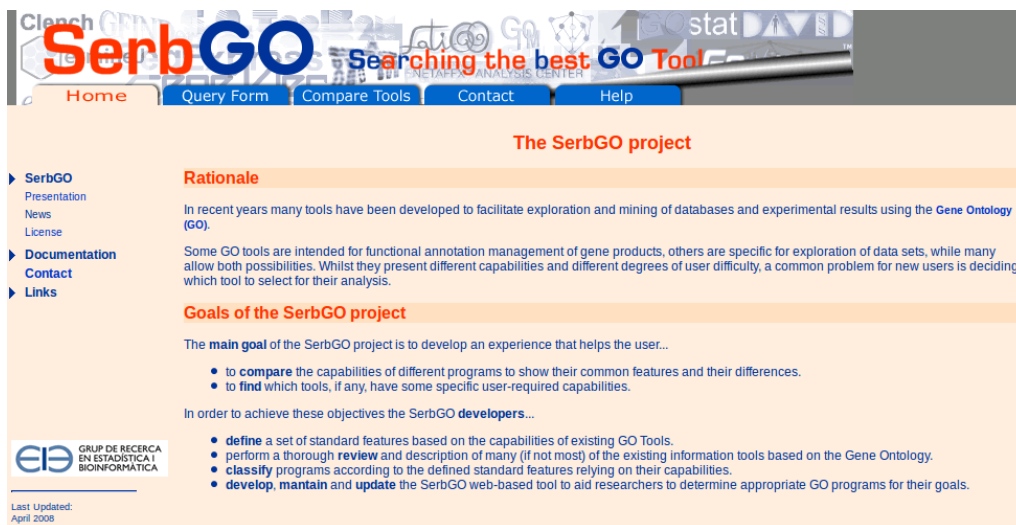 Clench
GO stat DAVID
SerbGO
Searching the best GO Tool
NETAFFX ANALYSIS CENTER
Home Query Form Compare Tools Contact Help
The SerbGO project
SerbGO
Presentation
News
License
Documentation
Contact
Links
Rationale
In recent years many tools have been developed to facilitate exploration and mining of databases and experimental results using the Gene Ontology
(GO).
Some GO tools are intended for functional annotation management of gene products, others are specific for exploration of data sets, while many
allow both possibilities. Whilst they present different capabilities and different degrees of user difficulty, a common problem for new users is deciding
which tool to select for their analysis.
Goals of the SerbGO project
The main goal of the SerbGO project is to develop an experience that helps the user...
to compare the capabilities of different programs to show their common features and their differences.
to find which tools, if any, have some specific user-required capabilities.
In order to achieve these objectives the SerbGO developers...
define a set of standard features based on the capabilities of existing GO Tools.
perform a thorough review and description of many (if not most) of the existing information tools based on the Gene Ontology.
classify programs according to the defined standard features relying on their capabilities.
develop, mantain and update the SerbGO web-based tool to aid researchers to determine appropriate GO programs for their goals.
GRUP DE RECERCA
EN ESTADÍSTICA I
BIOINFORMÀTICA
Last Updated:
April 2008